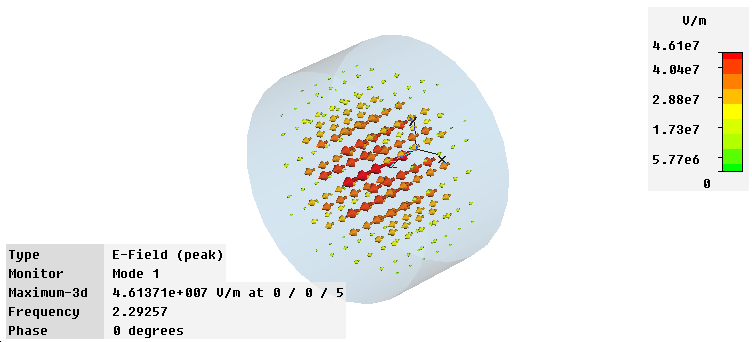 V/m
4.61e7
4.04e7
2.88e7
1.73e7
5.77e6
0
Type E-Field (peak)
Monitor Mode 1
Maximum-3d 4.61371e+007 V/m at 0 / 0 / 5
Frequency 2.29257
Phase 0 degrees